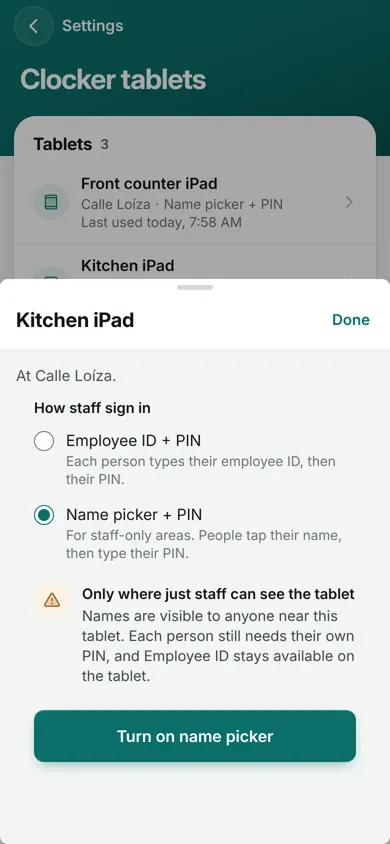 Settings
Clocker tablets
Tablets 3
Front counter iPad
Calle Loíza · Name picker + PIN
Last used today, 7:58 AM
Kitchen iPad
Kitchen iPad
Done
At Calle Loíza.
How staff sign in
Employee ID + PIN
Each person types their employee ID, then
their PIN.
Name picker + PIN
For staff-only areas. People tap their name,
then type their PIN.
Only where just staff can see the tablet
Names are visible to anyone near this
tablet. Each person still needs their own
PIN, and Employee ID stays available on
the tablet.
Turn on name picker